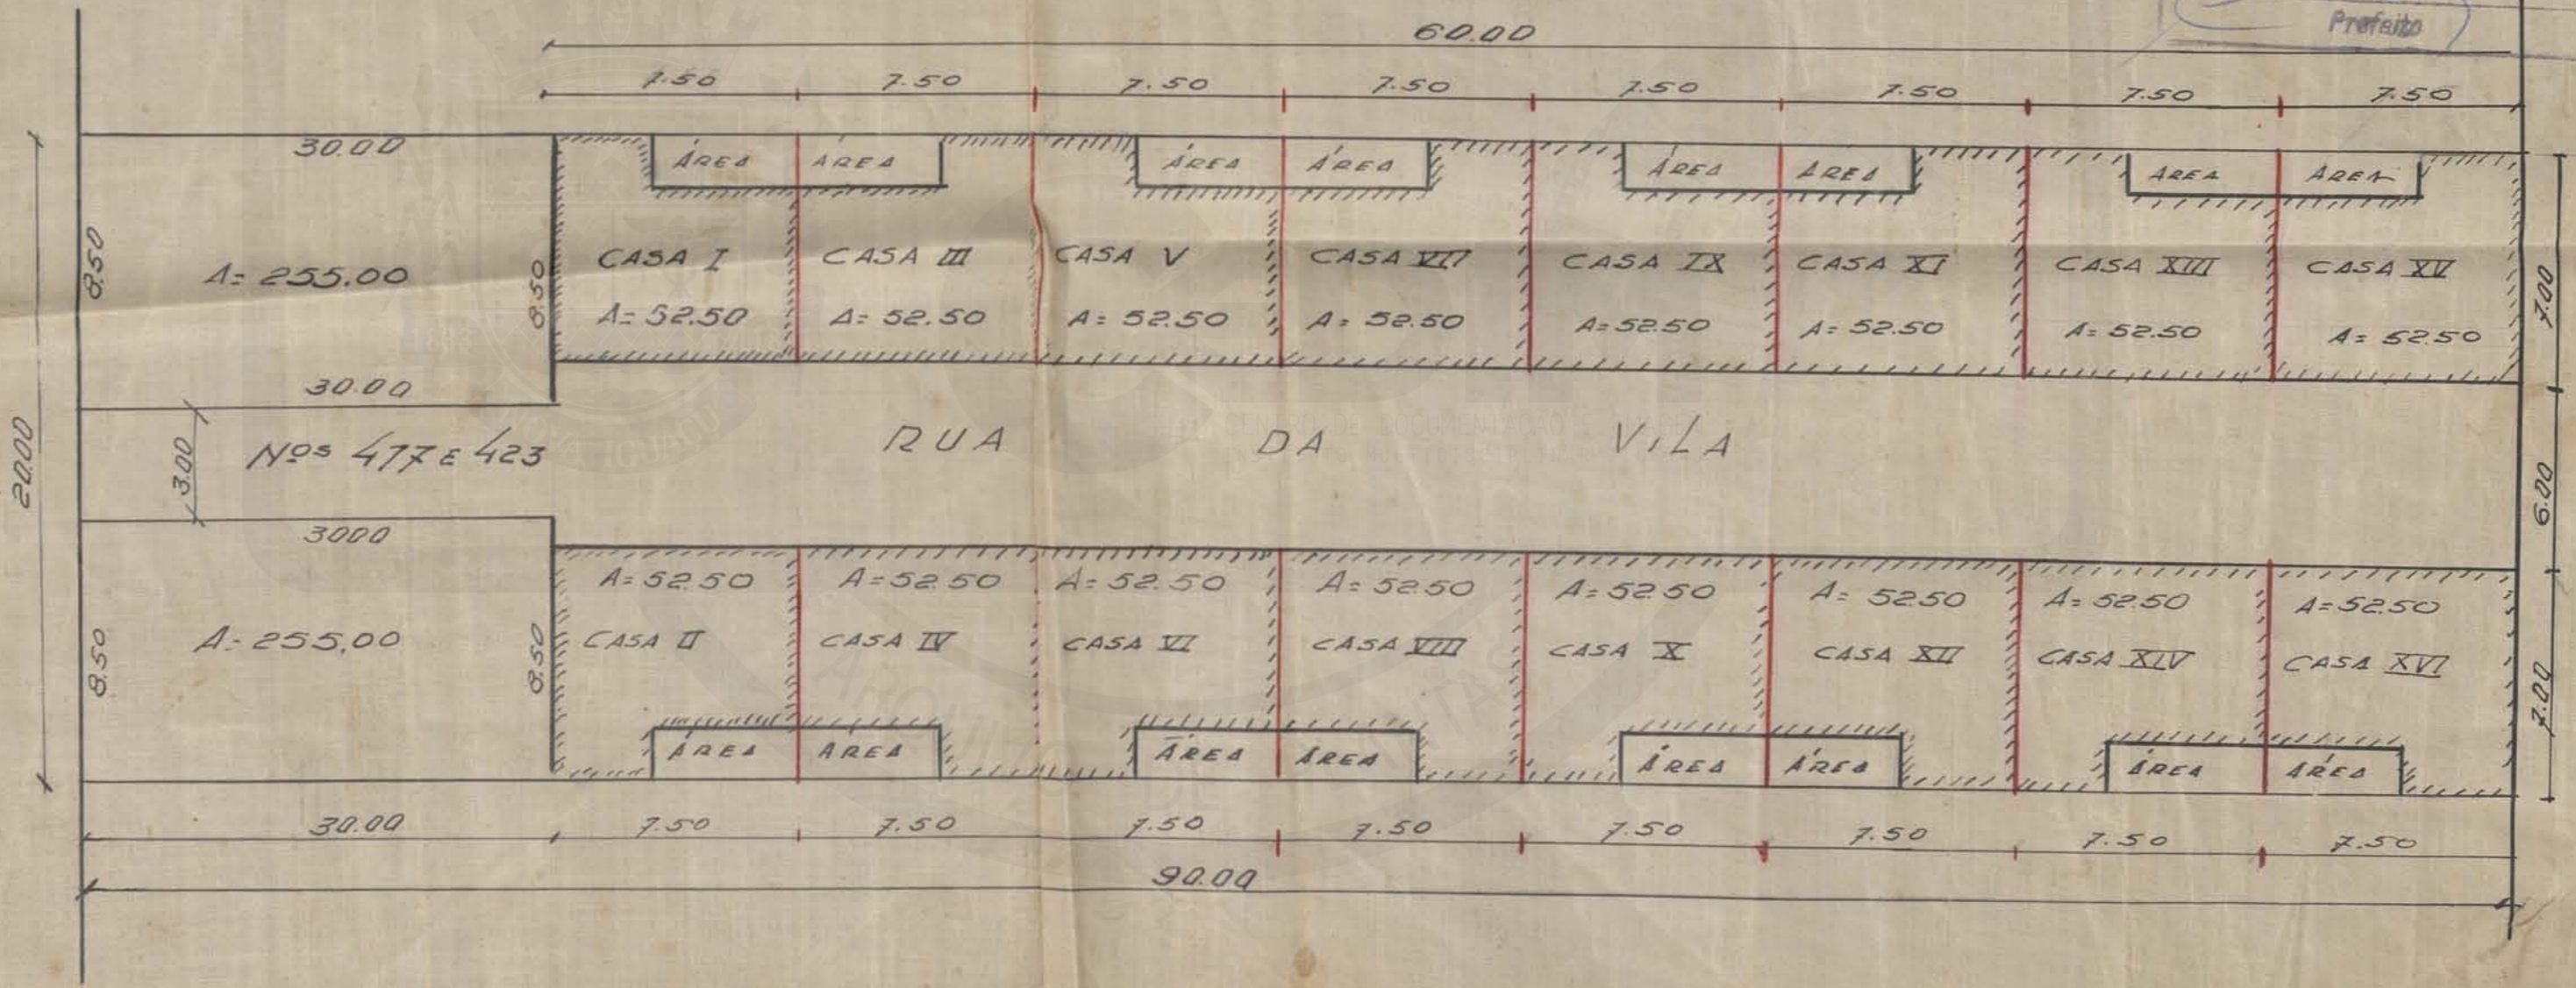 Prefeito
60.00
7.50 7.50 7.50 7.50 7.50 7.50 7.50 7.50
30.00
ÁREA ÁREA ÁREA ÁREA ÁREA ÁREA ÁREA ÁREA
8.50
A= 255.00
8.50
CASA I CASA III CASA V CASA VII CASA IX CASA XI CASA XIII CASA XV
A= 52.50 A= 52.50 A= 52.50 A= 52.50 A= 52.50 A= 52.50 A= 52.50 A= 52.50
7.00
30.00
20.00
3.00
Nos 477 E 423
RUA DA VILA
6.00
3000
A= 52.50 A= 52.50 A= 52.50 A= 52.50 A= 52.50 A= 52.50 A= 52.50 A= 52.50
8.50
A= 255,00
8.50
CASA II CASA IV CASA VI CASA VIII CASA X CASA XII CASA XIV CASA XVI
7.00
ÁREA ÁREA ÁREA ÁREA ÁREA ÁREA ÁREA ÁREA
30.00 7.50 7.50 7.50 7.50 7.50 7.50 7.50 7.50
90.00